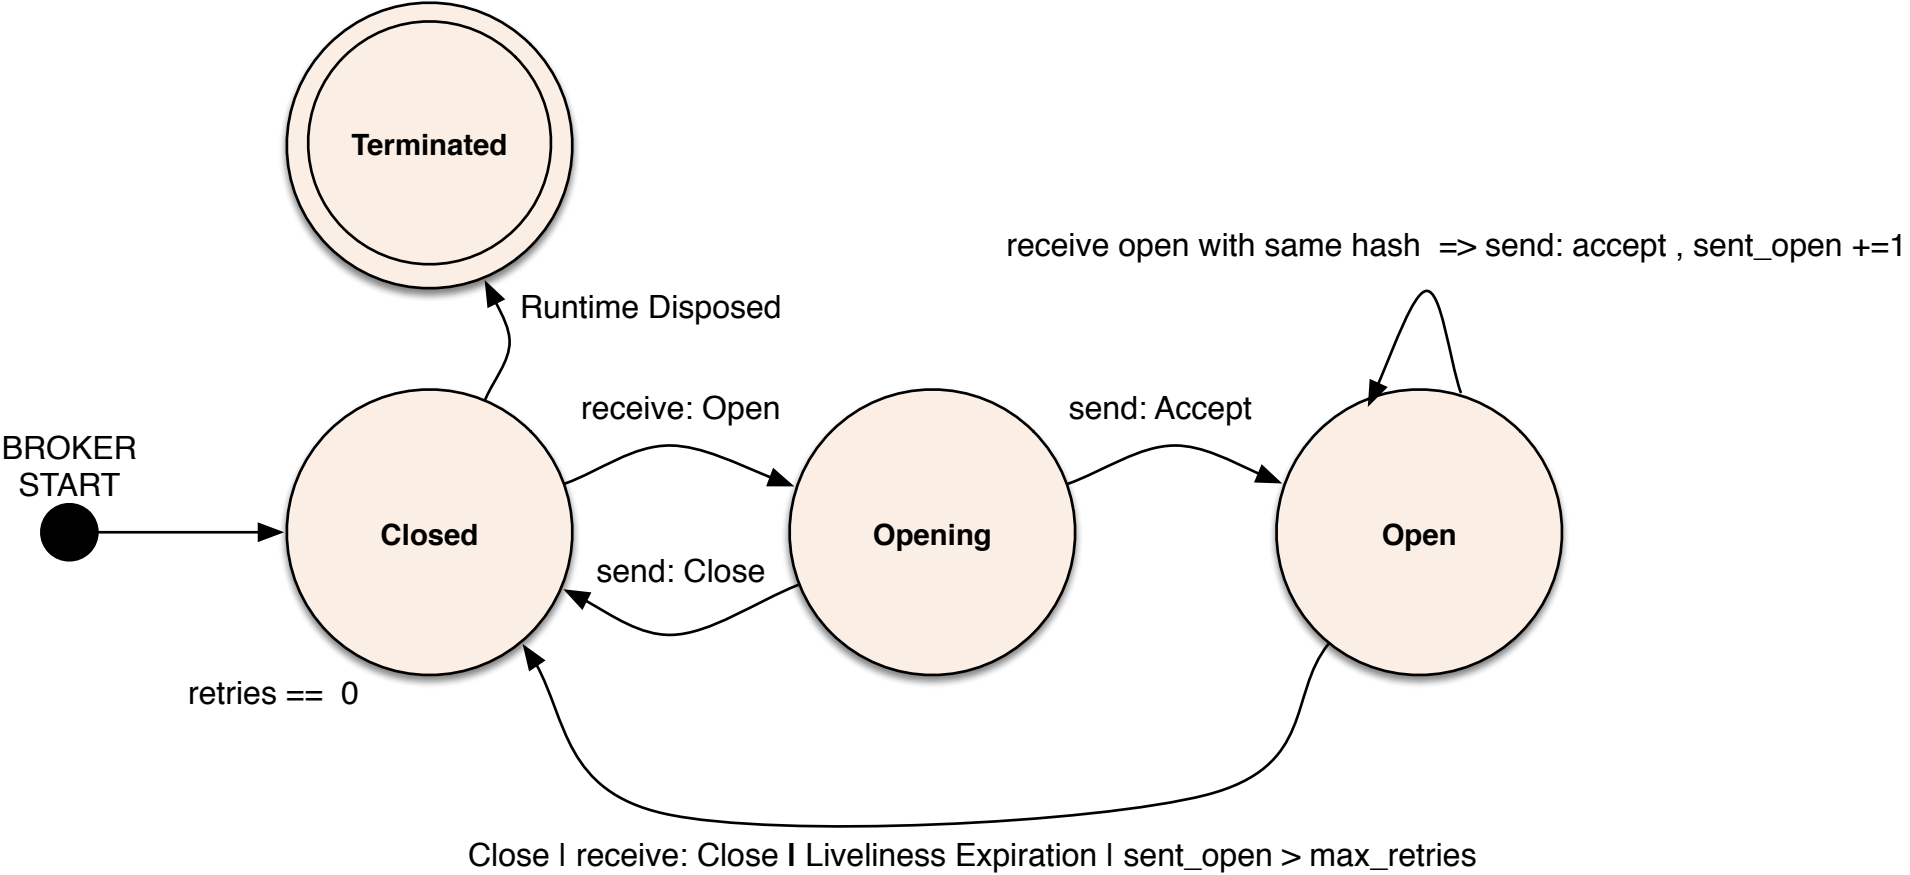 Terminated
receive open with same hash => send: accept , sent_open +=1
Runtime Disposed
receive: Open
send: Accept
BROKER
START
Closed
Opening
Open
send: Close
retries == 0
Close | receive: Close | Liveliness Expiration | sent_open > max_retries